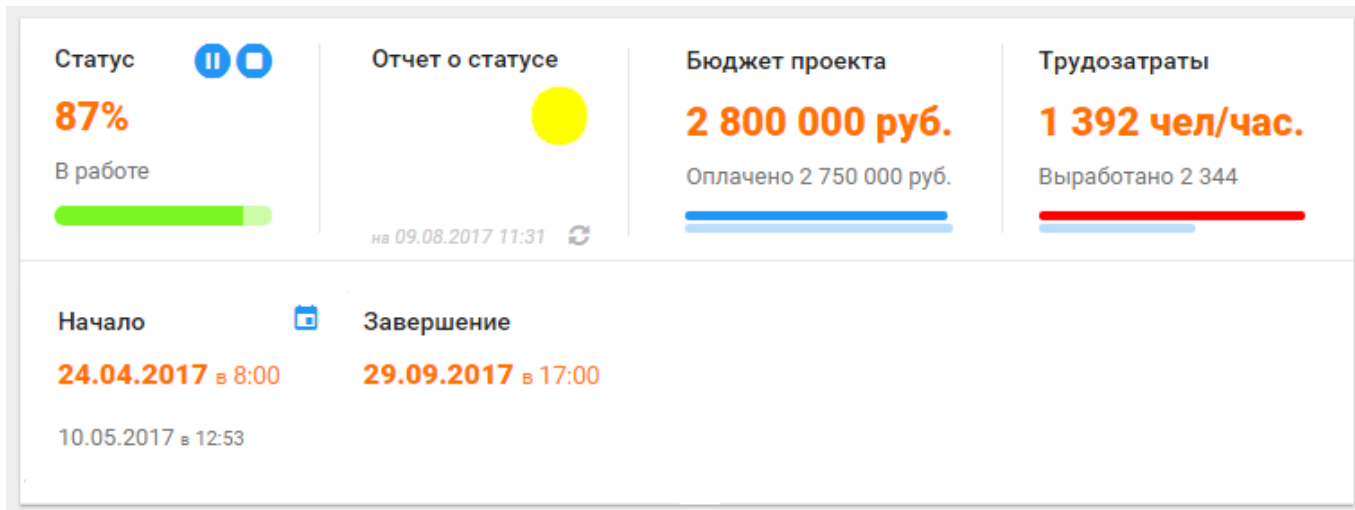 Статус
87%
В работе
Отчет о статусе
на 09.08.2017 11:31
Бюджет проекта
2 800 000 руб.
Оплачено 2 750 000 руб.
Трудозатраты
1 392 чел/час.
Выработано 2 344
Начало
24.04.2017 в 8:00
10.05.2017 в 12:53
Завершение
29.09.2017 в 17:00